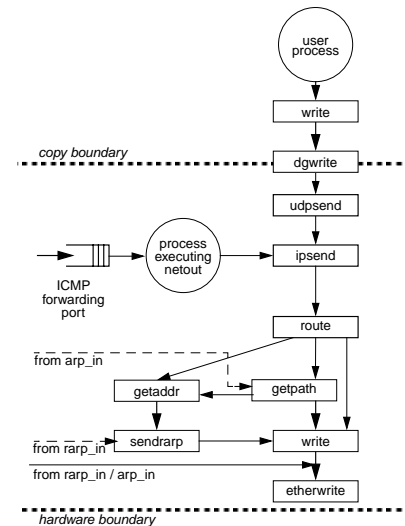 user
process
write
copy boundary
dgwrite
udpsend
process
executing
netout
ipsend
ICMP
forwarding
port
route
from arp_in
getaddr
getpath
sendrarp
write
from rarp_in
from rarp_in / arp_in
etherwrite
hardware boundary